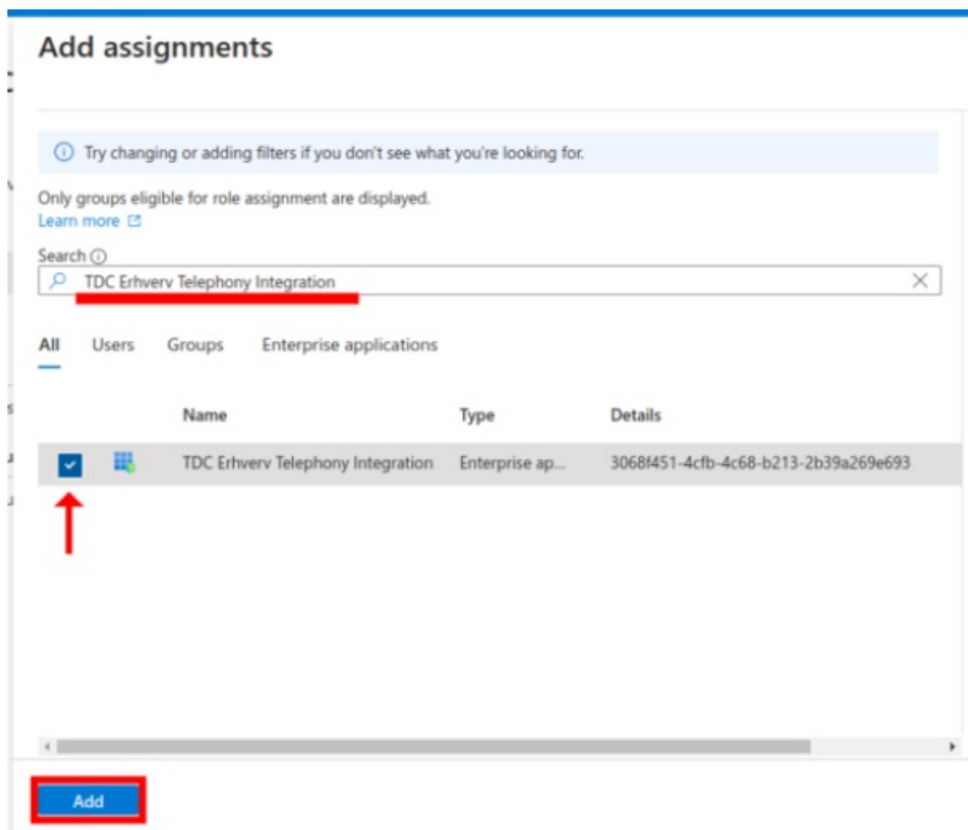 Add assignments
Try changing or adding filters if you don't see what you're looking for.
Only groups eligible for role assignment are displayed.
Learn more
Search
TDC Erhverv Telephony Integration
All Users Groups Enterprise applications
Name Type Details
TDC Erhverv Telephony Integration Enterprise ap... 3068f451-4cfb-4c68-b213-2b39a269e693
Add